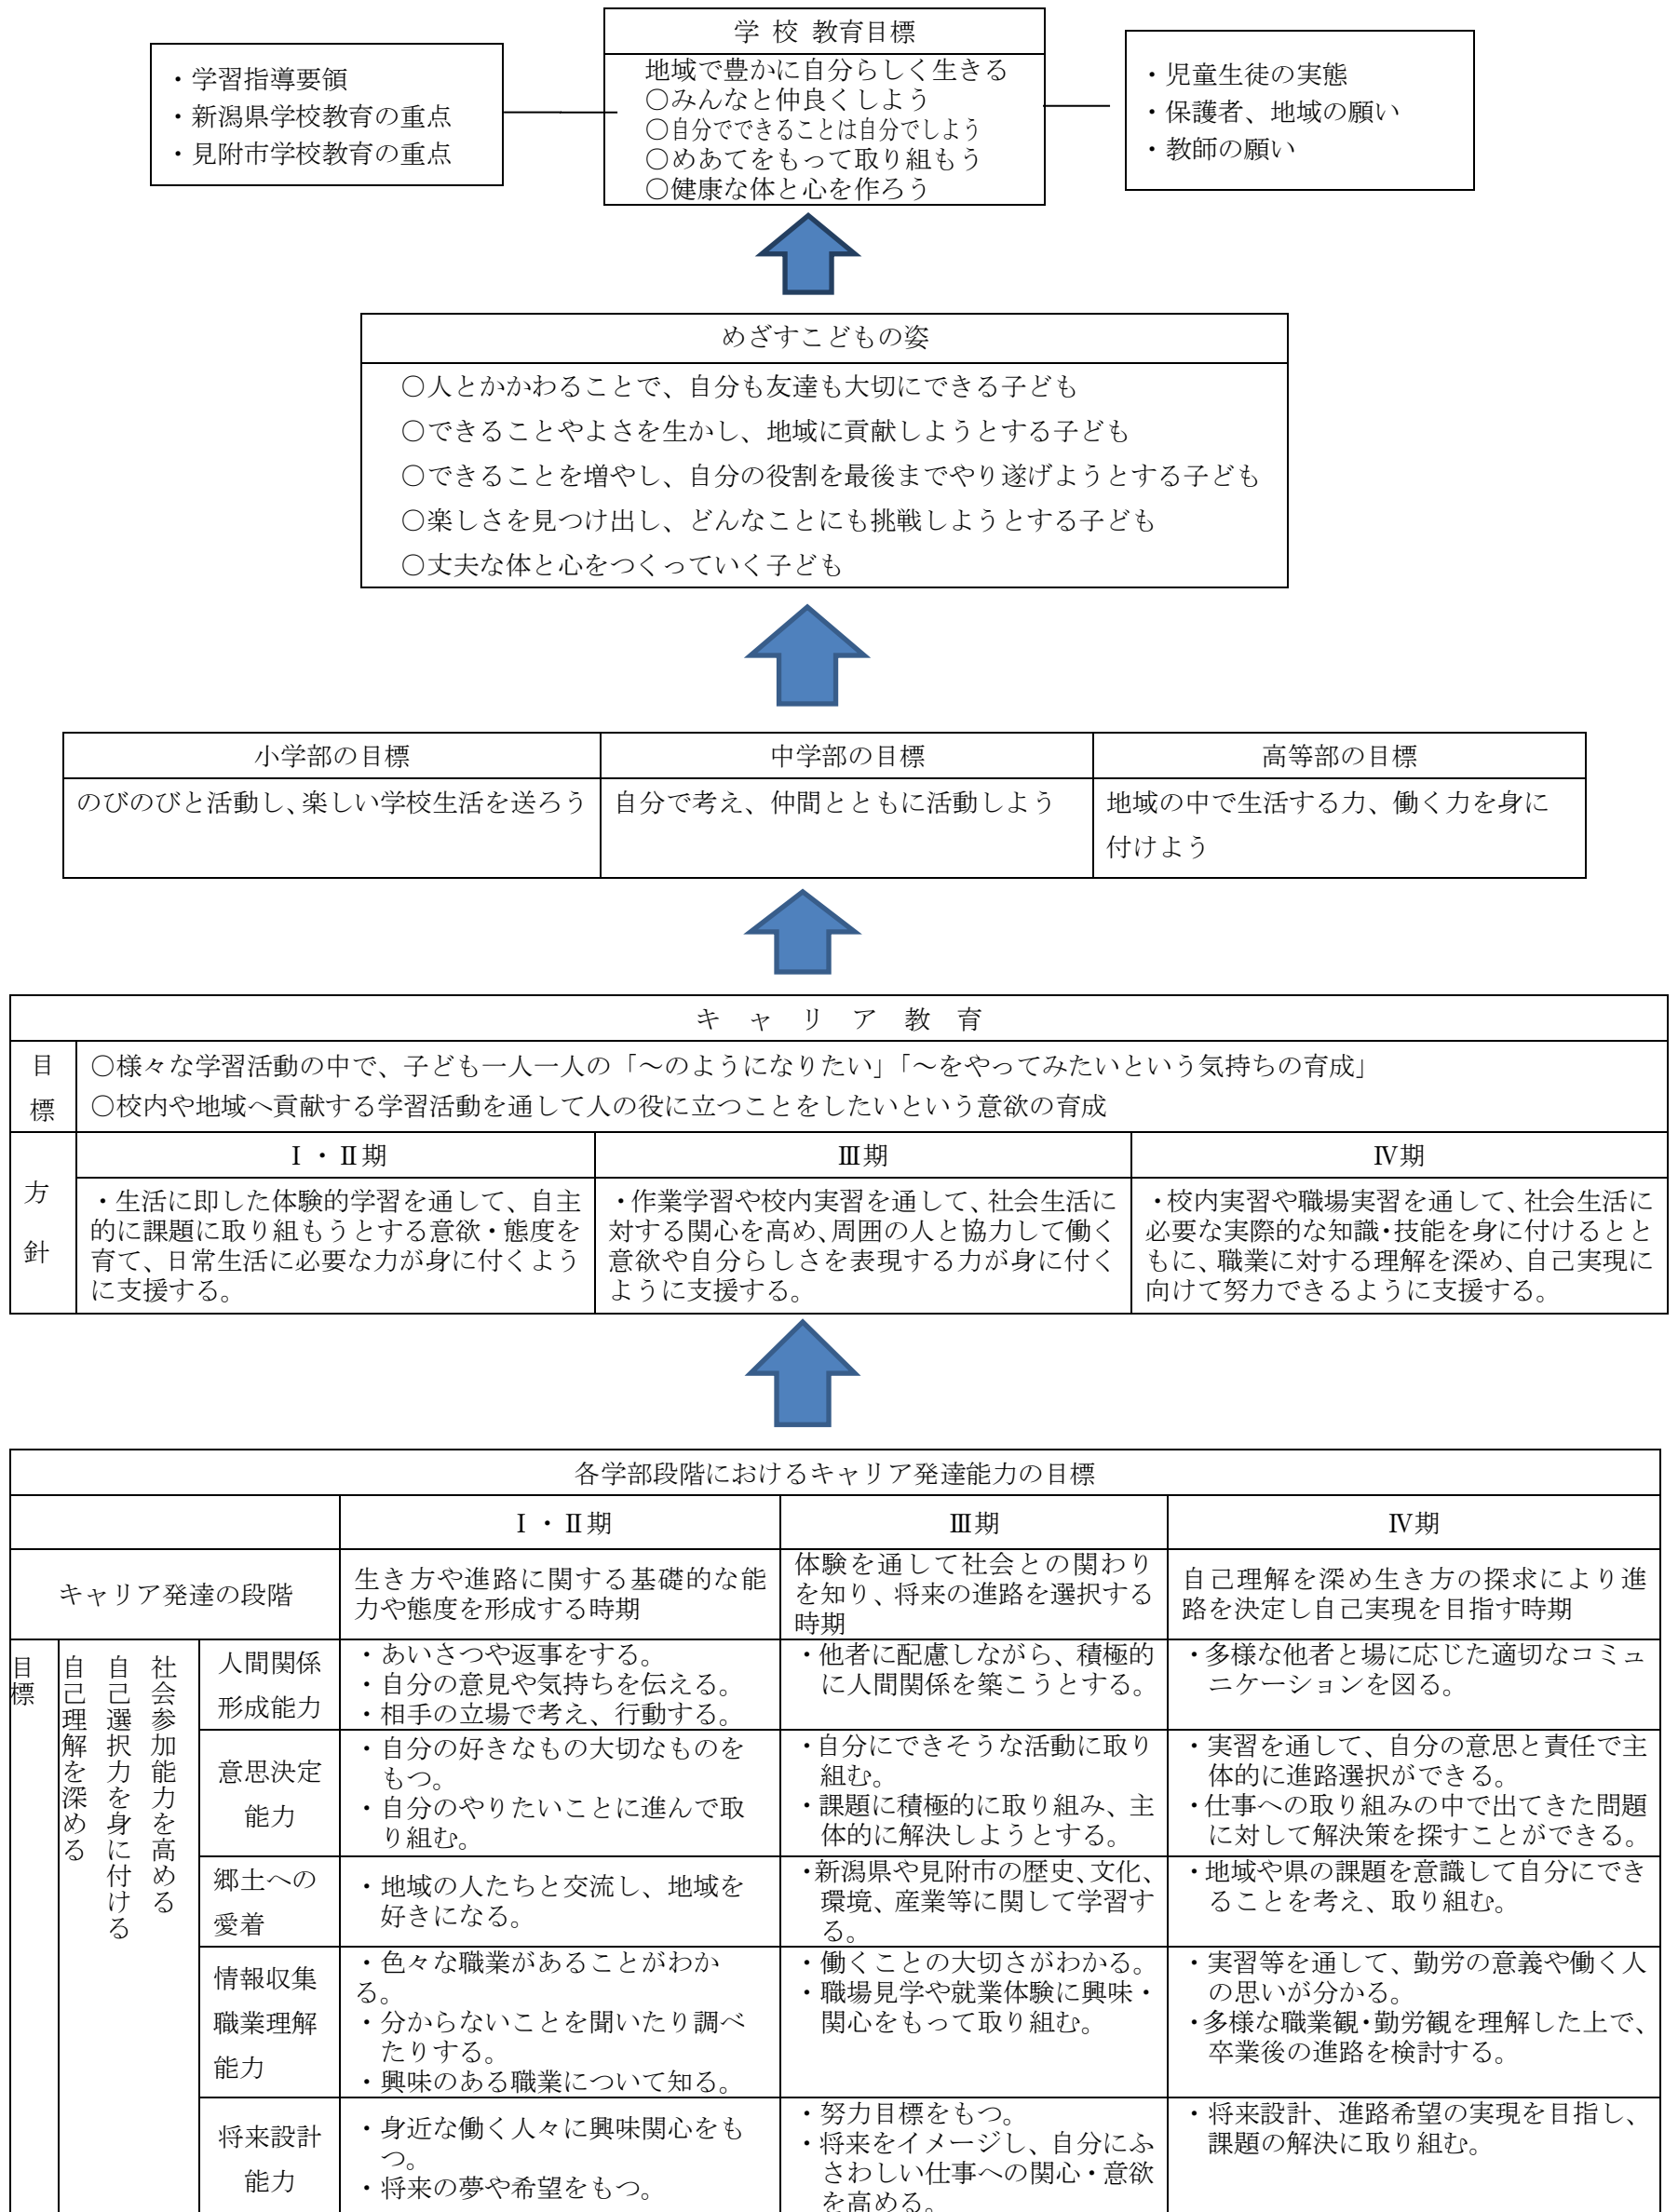 学 校 教育目標
・学習指導要領
・新潟県学校教育の重点
・見附市学校教育の重点
地域で豊かに自分らしく生きる
○みんなと仲良くしよう
○自分でできることは自分でしよう
○めあてをもって取り組もう
○健康な体と心を作ろう
・児童生徒の実態
・保護者、地域の願い
・教師の願い
めざすこどもの姿
○人とかかわることで、自分も友達も大切にできる子ども
○できることやよさを生かし、地域に貢献しようとする子ども
○できることを増やし、自分の役割を最後までやり遂げようとする子ども
○楽しさを見つけ出し、どんなことにも挑戦しようとする子ども
○丈夫な体と心をつくっていく子ども
小学部の目標
中学部の目標
高等部の目標
のびのびと活動し、楽しい学校生活を送ろう
自分で考え、仲間とともに活動しよう
地域の中で生活する力、働く力を身に
付けよう
キ ャ リ ア 教 育
目標
○様々な学習活動の中で、子ども一人一人の「～のようになりたい」「～をやってみたいという気持ちの育成」
○校内や地域へ貢献する学習活動を通して人の役に立つことをしたいという意欲の育成
方針
Ⅰ・Ⅱ期
Ⅲ期
Ⅳ期
・生活に即した体験的学習を通して、自主
的に課題に取り組もうとする意欲・態度を
育て、日常生活に必要な力が身に付くよう
に支援する。
・作業学習や校内実習を通して、社会生活に
対する関心を高め、周囲の人と協力して働く
意欲や自分らしさを表現する力が身に付く
ように支援する。
・校内実習や職場実習を通して、社会生活に
必要な実際的な知識・技能を身に付けるとと
もに、職業に対する理解を深め、自己実現に
向けて努力できるように支援する。
各学部段階におけるキャリア発達能力の目標
Ⅰ・Ⅱ期
Ⅲ期
Ⅳ期
キャリア発達の段階
生き方や進路に関する基礎的な能
力や態度を形成する時期
体験を通して社会との関わり
を知り、将来の進路を選択する
時期
自己理解を深め生き方の探求により進
路を決定し自己実現を目指す時期
目標
社会参加能力を高める
自己選択力を身に付ける
自己理解を深める
人間関係
形成能力
・あいさつや返事をする。
・自分の意見や気持ちを伝える。
・相手の立場で考え、行動する。
・他者に配慮しながら、積極的
に人間関係を築こうとする。
・多様な他者と場に応じた適切なコミュ
ニケーションを図る。
意思決定
能力
・自分の好きなもの大切なものを
もつ。
・自分のやりたいことに進んで取
り組む。
・自分にできそうな活動に取り
組む。
・課題に積極的に取り組み、主
体的に解決しようとする。
・実習を通して、自分の意思と責任で主
体的に進路選択ができる。
・仕事への取り組みの中で出てきた問題
に対して解決策を探すことができる。
郷土への
愛着
・地域の人たちと交流し、地域を
好きになる。
・新潟県や見附市の歴史、文化、
環境、産業等に関して学習す
る。
・地域や県の課題を意識して自分にでき
ることを考え、取り組む。
情報収集
職業理解
能力
・色々な職業があることがわか
る。
・分からないことを聞いたり調べ
たりする。
・興味のある職業について知る。
・働くことの大切さがわかる。
・職場見学や就業体験に興味・
関心をもって取り組む。
・実習等を通して、勤労の意義や働く人
の思いが分かる。
・多様な職業観・勤労観を理解した上で、
卒業後の進路を検討する。
将来設計
能力
・身近な働く人々に興味関心をも
つ。
・将来の夢や希望をもつ。
・努力目標をもつ。
・将来をイメージし、自分にふ
さわしい仕事への関心・意欲
を高める。
・将来設計、進路希望の実現を目指し、
課題の解決に取り組む。